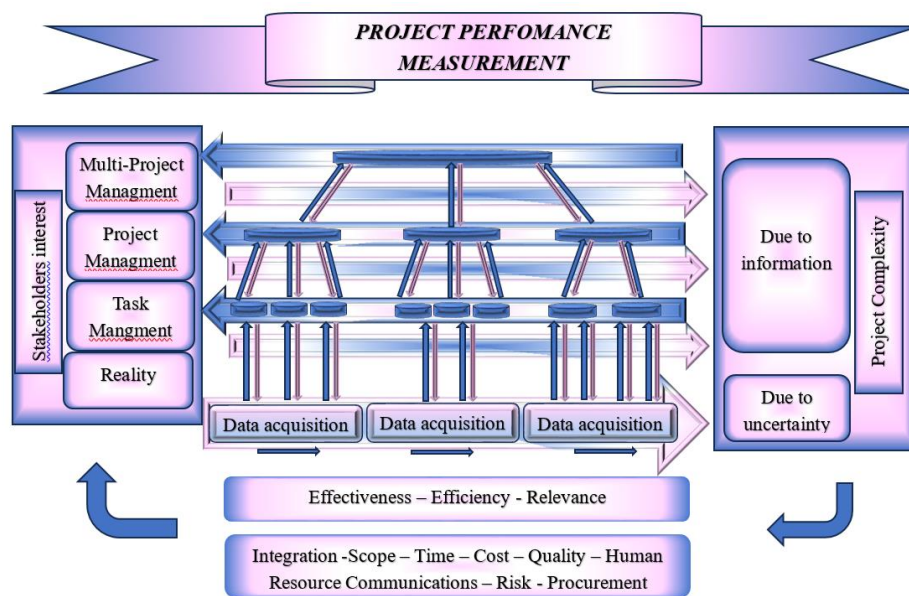 PROJECT PERFOMANCE
MEASUREMENT
Stakeholders interest
Multi-Project
Managment
Project
Managment
Task
Mangment
Reality
Data acquisition
Data acquisition
Data acquisition
Due to
information
Due to
uncertainty
Project Complexity
Effectiveness – Efficiency - Relevance
Integration -Scope – Time – Cost – Quality – Human
Resource Communications – Risk - Procurement